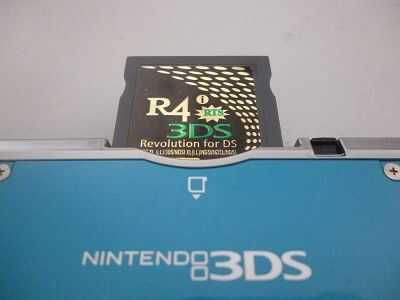 R4i
RTS
3DS
Revolution for DS
NINTENDO3DS